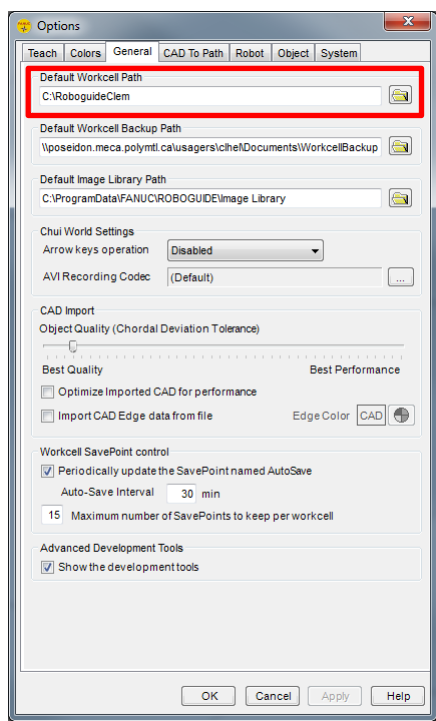 Options
Teach Colors General CAD To Path Robot Object System
Default Workcell Path
C:\RoboguideClem
Default Workcell Backup Path
\\poseidon.meca.polymtl.ca\usagers\clhel\Documents\WorkcellBackup
Default Image Library Path
C:\ProgramData\FANUC\ROBOGUIDE\Image Library
Chui World Settings
Arrow keys operation Disabled
AVI Recording Codec (Default) ...
CAD Import
Object Quality (Chordal Deviation Tolerance)
Best Quality Best Performance
Optimize Imported CAD for performance
Import CAD Edge data from file Edge Color CAD
Workcell SavePoint control
Periodically update the SavePoint named AutoSave
Auto-Save Interval 30 min
15 Maximum number of SavePoints to keep per workcell
Advanced Development Tools
Show the development tools
OK Cancel Apply Help